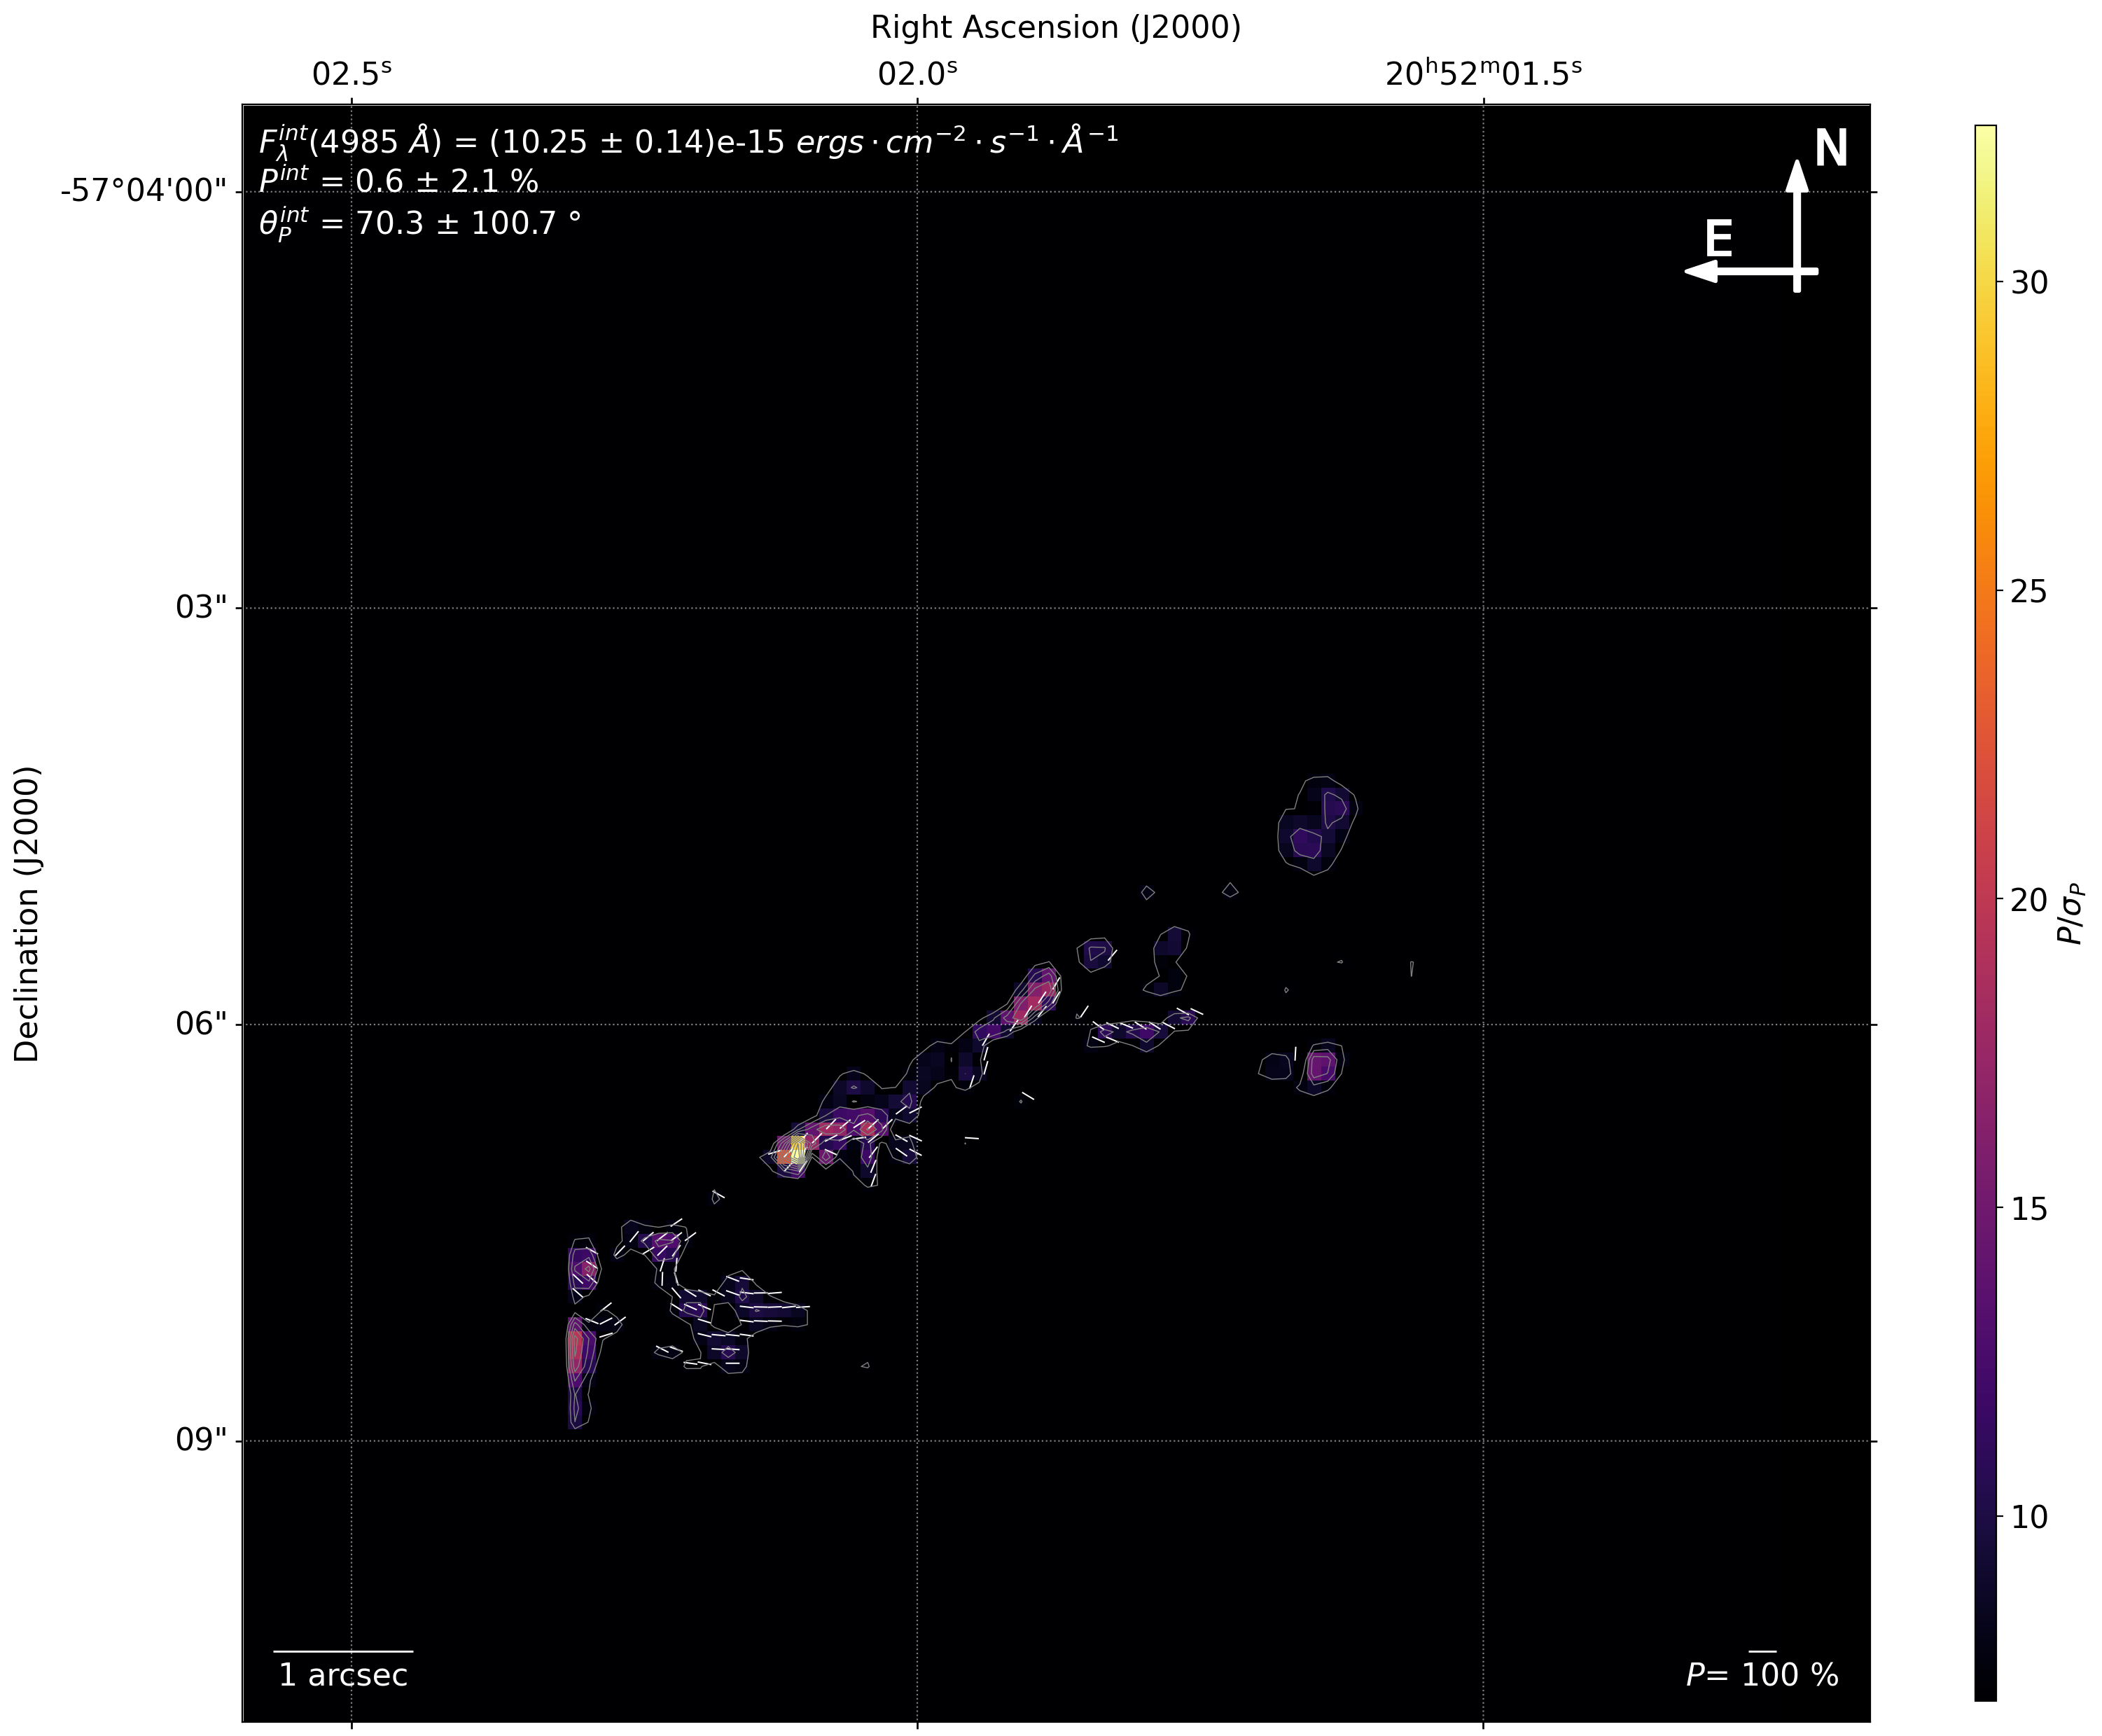 Right Ascension (J2000)
02.5ˢ 02.0ˢ 20ʰ52ᵐ01.5ˢ
F_λ^int(4985 Å) = (10.25 ± 0.14)e-15 ergs · cm⁻² · s⁻¹ · Å⁻¹
P^int = 0.6 ± 2.1 %
θ_P^int = 70.3 ± 100.7 °
N
E
-57°04'00"
03"
06"
09"
Declination (J2000)
1 arcsec
P= 100 %
30
25
20
15
10
P/σ_P